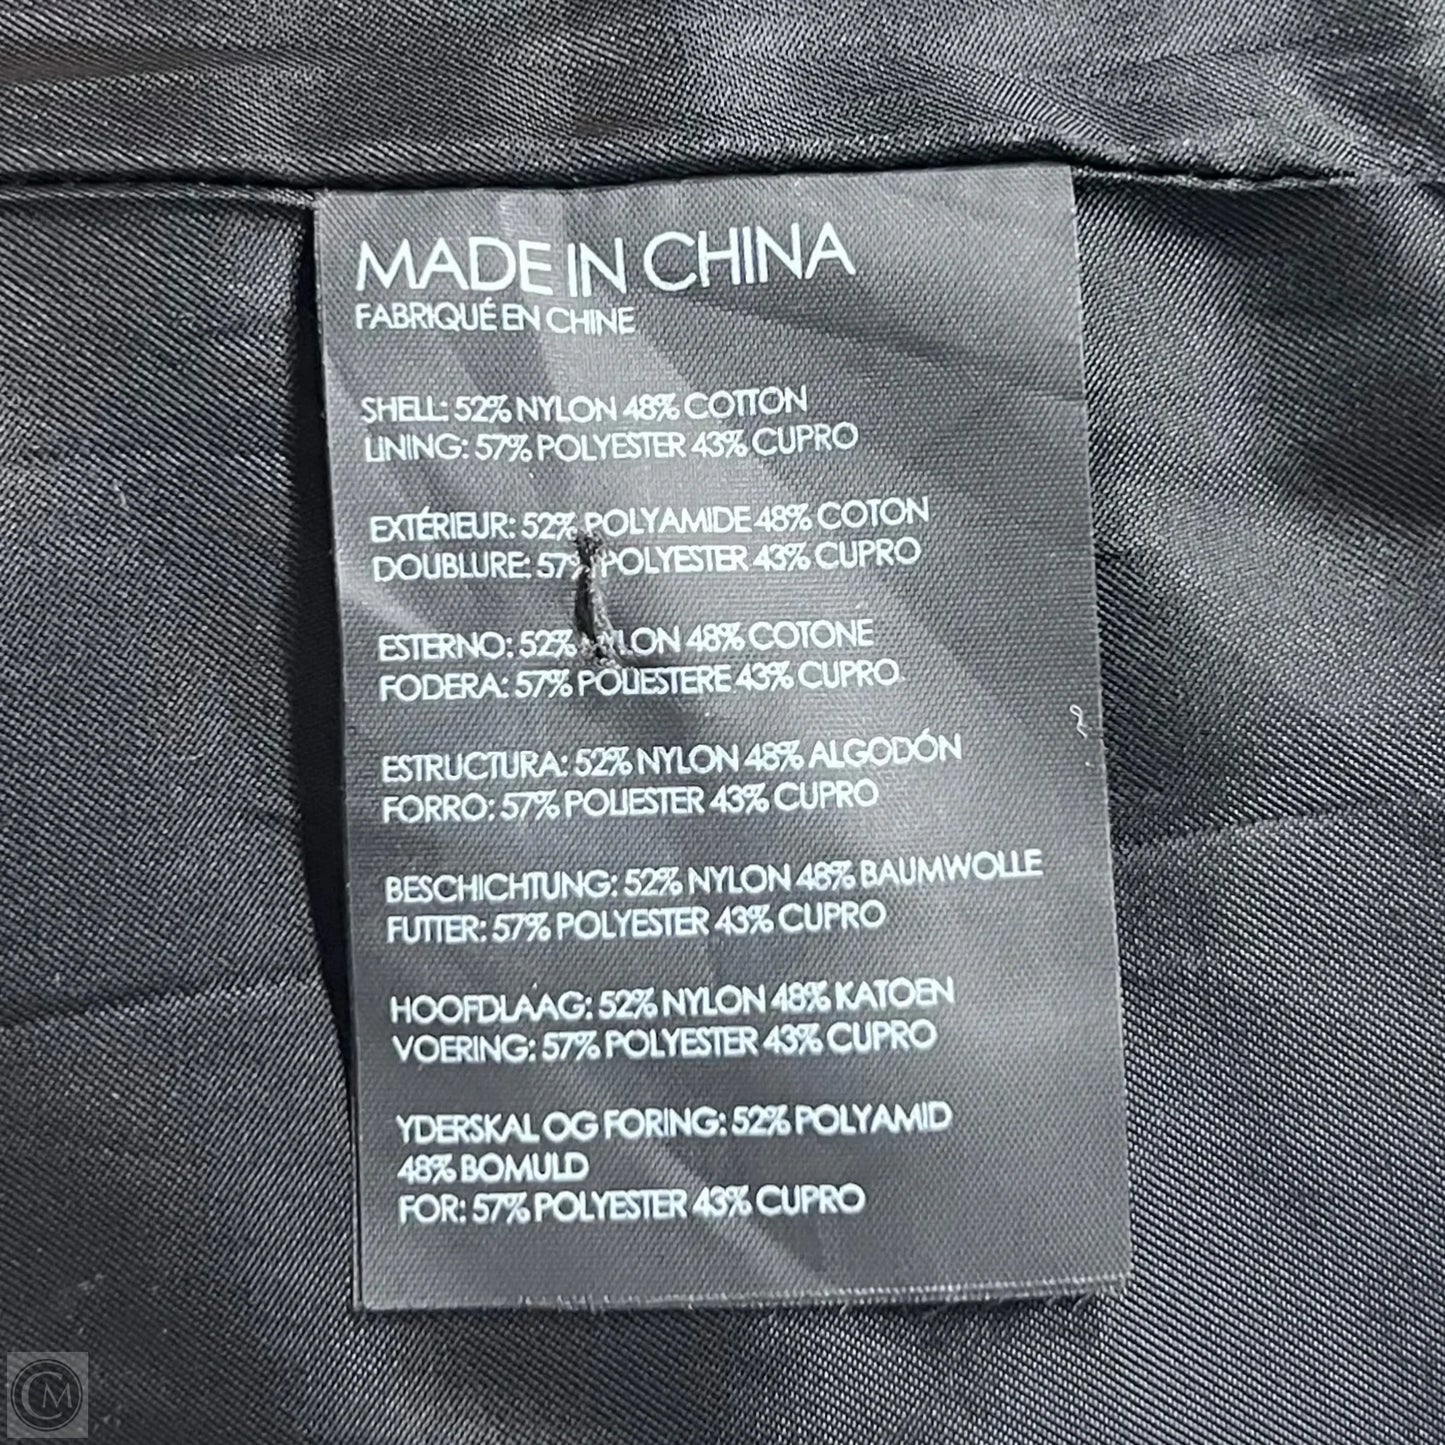 MADE IN CHINA
FABRIQUÉ EN CHINE
SHELL: 52% NYLON 48% COTTON
LINING: 57% POLYESTER 43% CUPRO
EXTÉRIEUR: 52% POLYAMIDE 48% COTON
DOUBLURE: 57% POLYESTER 43% CUPRO
ESTERNO: 52% NYLON 48% COTONE
FODERA: 57% POLIESTERE 43% CUPRO
ESTRUCTURA: 52% NYLON 48% ALGODÓN
FORRO: 57% POLIESTER 43% CUPRO
BESCHICHTUNG: 52% NYLON 48% BAUMWOLLE
FUTTER: 57% POLYESTER 43% CUPRO
HOOFDLAAG: 52% NYLON 48% KATOEN
VOERING: 57% POLYESTER 43% CUPRO
YDERSKAL OG FORING: 52% POLYAMID
48% BOMULD
FOR: 57% POLYESTER 43% CUPRO
CM